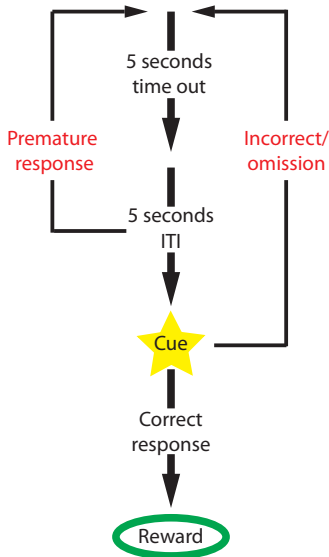 5 seconds
time out
Premature
response
Incorrect/
omission
5 seconds
ITI
Cue
Correct
response
Reward